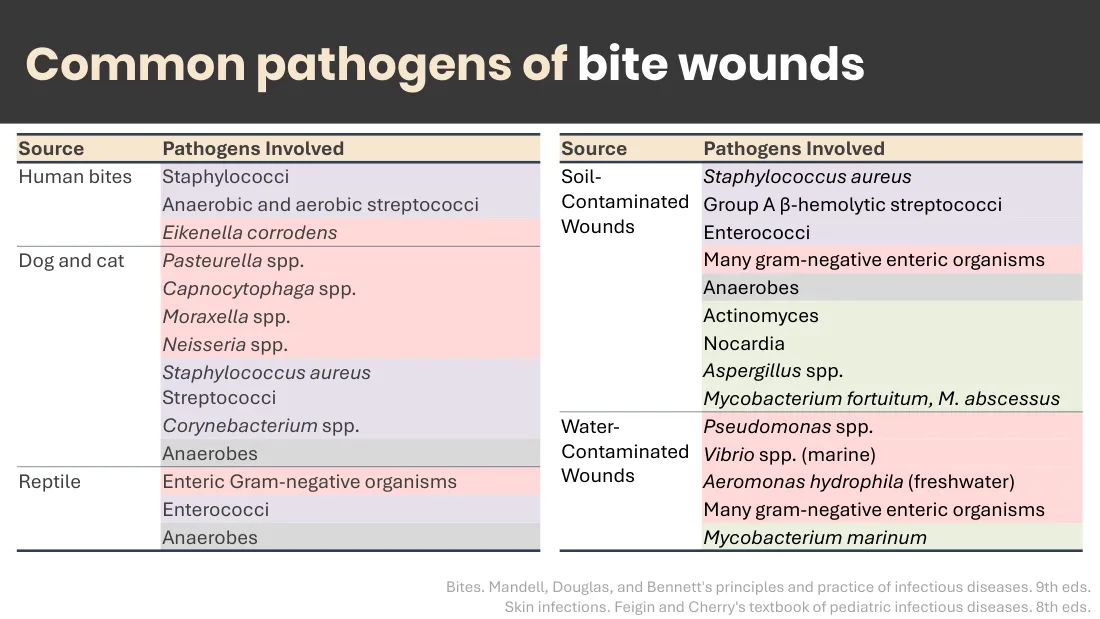 Common pathogens of bite wounds
Source Pathogens Involved
Human bites Staphylococci
Anaerobic and aerobic streptococci
Eikenella corrodens
Dog and cat Pasteurella spp.
Capnocytophaga spp.
Moraxella spp.
Neisseria spp.
Staphylococcus aureus
Streptococci
Corynebacterium spp.
Anaerobes
Reptile Enteric Gram-negative organisms
Enterococci
Anaerobes
Source Pathogens Involved
Soil- Staphylococcus aureus
Contaminated Group A β-hemolytic streptococci
Wounds Enterococci
Many gram-negative enteric organisms
Anaerobes
Actinomyces
Nocardia
Aspergillus spp.
Mycobacterium fortuitum, M. abscessus
Water- Pseudomonas spp.
Contaminated Vibrio spp. (marine)
Wounds Aeromonas hydrophila (freshwater)
Many gram-negative enteric organisms
Mycobacterium marinum
Bites. Mandell, Douglas, and Bennett's principles and practice of infectious diseases. 9th eds.
Skin infections. Feigin and Cherry's textbook of pediatric infectious diseases. 8th eds.